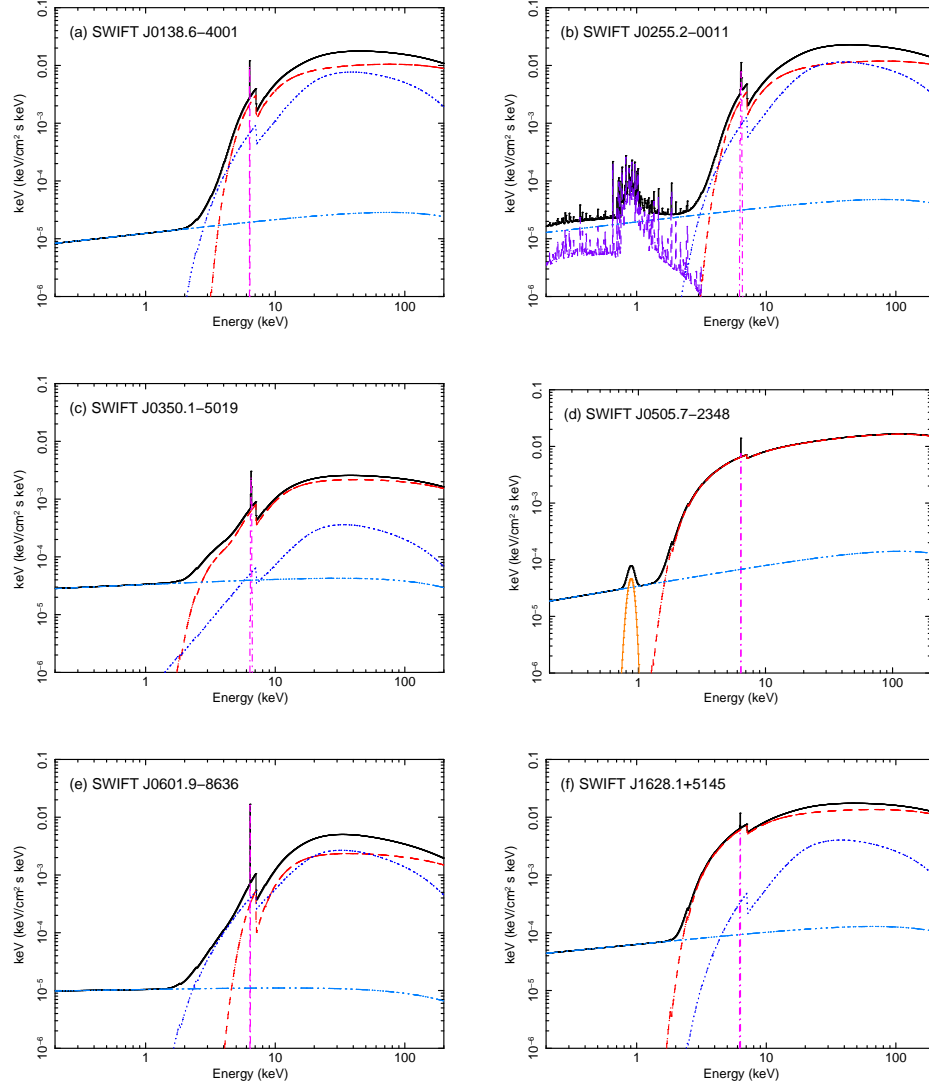 (a) SWIFT J0138.6−4001
keV (keV/cm² s keV)
10⁻⁶ 10⁻⁵ 10⁻⁴ 10⁻³ 0.01 0.1
1 10 100
Energy (keV)
(b) SWIFT J0255.2−0011
keV (keV/cm² s keV)
10⁻⁶ 10⁻⁵ 10⁻⁴ 10⁻³ 0.01 0.1
1 10 100
Energy (keV)
(c) SWIFT J0350.1−5019
keV (keV/cm² s keV)
10⁻⁶ 10⁻⁵ 10⁻⁴ 10⁻³ 0.01 0.1
1 10 100
Energy (keV)
(d) SWIFT J0505.7−2348
keV (keV/cm² s keV)
10⁻⁶ 10⁻⁵ 10⁻⁴ 10⁻³ 0.01 0.1
1 10 100
Energy (keV)
(e) SWIFT J0601.9−8636
keV (keV/cm² s keV)
10⁻⁶ 10⁻⁵ 10⁻⁴ 10⁻³ 0.01 0.1
1 10 100
Energy (keV)
(f) SWIFT J1628.1+5145
keV (keV/cm² s keV)
10⁻⁶ 10⁻⁵ 10⁻⁴ 10⁻³ 0.01 0.1
1 10 100
Energy (keV)